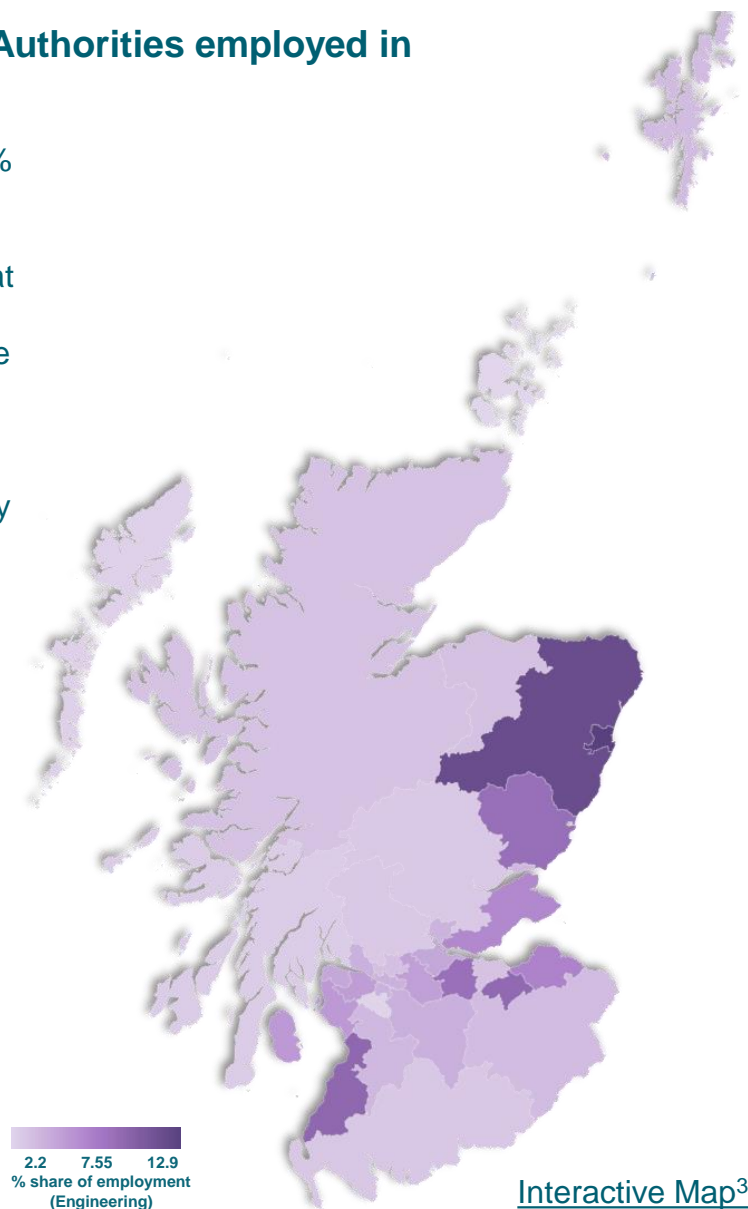 Authorities employed in
%
at
e
y
2.2 7.55 12.9
% share of employment
(Engineering)
Interactive Map3